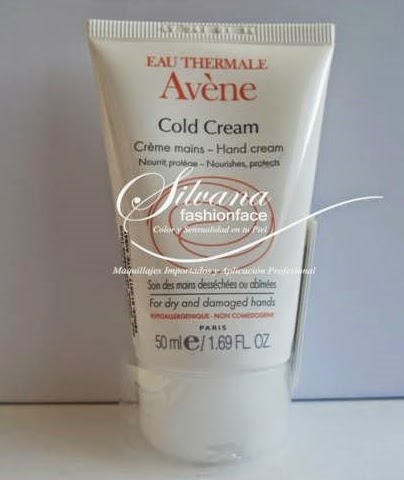 EAU THERMALE
Avène
Cold Cream
Crème mains – Hand cream
Nourrit, protège – Nourishes, protects
Silvana
fashionface
Color y Sensualidad en tu Piel
Maquillajes Importados y Aplicación Profesional
Soin des mains desséchées ou abîmées
For dry and damaged hands
HYPOALLERGENIQUE - NON COMEDOGENE
PARIS
50 ml e / 1.69 FL. OZ.